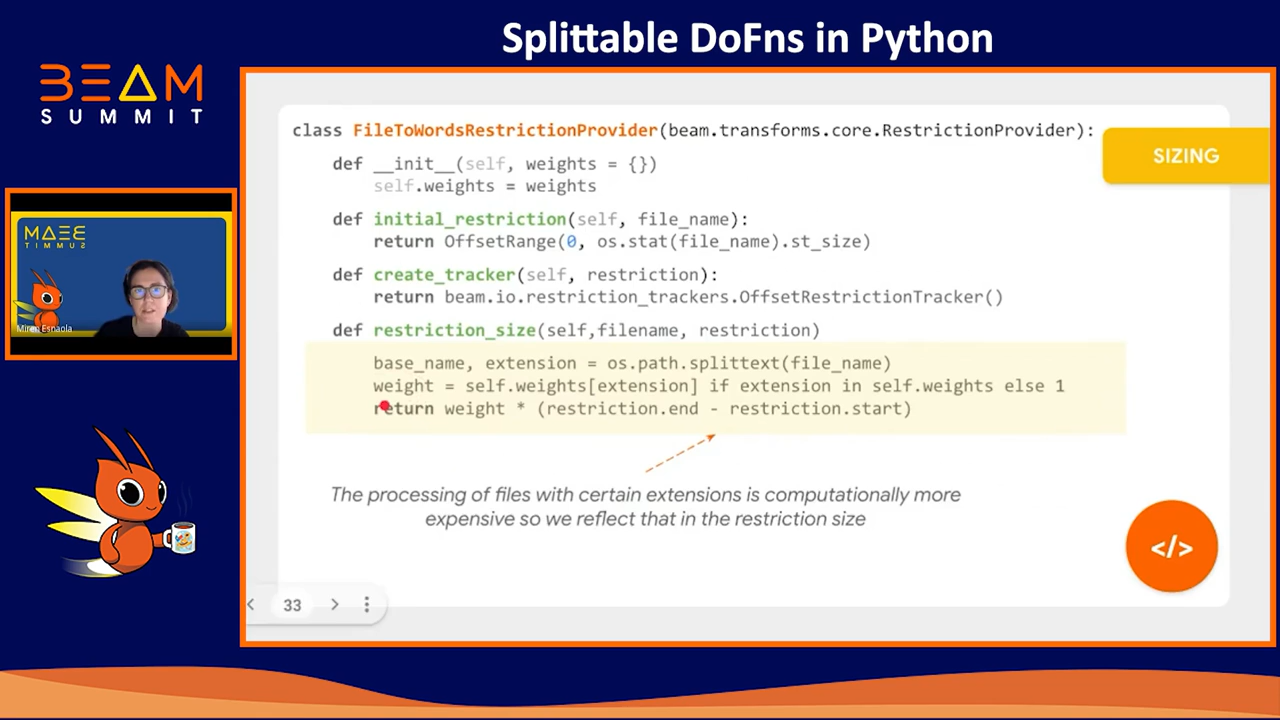 Splittable DoFns in Python
BEAM
SUMMIT
class FileToWordsRestrictionProvider(beam.transforms.core.RestrictionProvider):
SIZING
def __init__(self, weights = {})
self.weights = weights
def initial_restriction(self, file_name):
return OffsetRange(0, os.stat(file_name).st_size)
def create_tracker(self, restriction):
return beam.io.restriction_trackers.OffsetRestrictionTracker()
def restriction_size(self,filename, restriction)
base_name, extension = os.path.splittext(file_name)
weight = self.weights[extension] if extension in self.weights else 1
return weight * (restriction.end - restriction.start)
The processing of files with certain extensions is computationally more
expensive so we reflect that in the restriction size
</>
33
Miren Esnaola